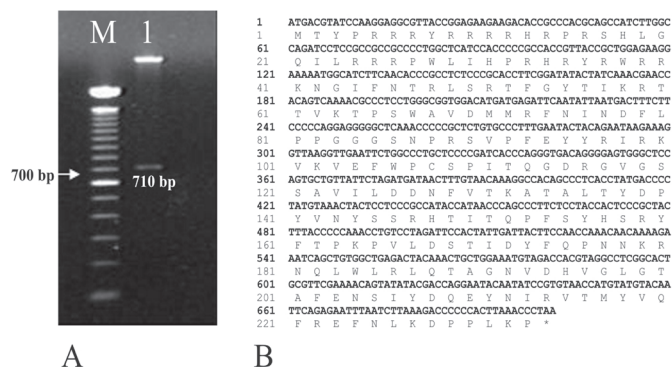 M 1
700 bp
710 bp
A
1 ATGACGTATCCAAGGAGGCGTTACCGGAGAAGAAGACACCGCCCACGCAGCCATCTTGGC
1 M T Y P R R R Y R R R R H R P R S H L G
61 CAGATCCTCCGCCGCCGCCCCTGGCTCATCCACCCCCGCCACCGTTACCGCTGGAGAAGG
21 Q I L R R R P W L I H P R H R Y R W R R
121 AAAAATGGCATCTTCAACACCCGCCTCTCCCGCACCTTCGGATATACTATCAAACGAACC
41 K N G I F N T R L S R T F G Y T I K R T
181 ACAGTCAAAACGCCCTCCTGGGCGGTGGACATGATGAGATTCAATATTAATGACTTTCTT
61 T V K T P S W A V D M M R F N I N D F L
241 CCCCCAGGAGGGGGCTCAAACCCCCGCTCTGTGCCCTTTGAATACTACAGAATAAGAAAG
81 P P G G G S N P R S V P F E Y Y R I R K
301 GTTAAGGTTGAATTCTGGCCCTGCTCCCCGATCACCCAGGGTGACAGGGGAGTGGGCTCC
101 V K V E F W P C S P I T Q G D R G V G S
361 AGTGCTGTTATTCTAGATGATAACTTTGTAACAAAGGCCACAGCCCTCACCTATGACCCC
121 S A V I L D D N F V T K A T A L T Y D P
421 TATGTAAACTACTCCTCCCGCCATACCATAACCCAGCCCTTCTCCTACCACTCCCGCTAC
141 Y V N Y S S R H T I T Q P F S Y H S R Y
481 TTTACCCCCAAACCTGTCCTAGATTCCACTATTGATTACTTCCAACCAAACAACAAAAGA
161 F T P K P V L D S T I D Y F Q P N N K R
541 AATCAGCTGTGGCTGAGACTACAAACTGCTGGAAATGTAGACCACGTAGGCCTCGGCACT
181 N Q L W L R L Q T A G N V D H V G L G T
601 GCGTTCGAAAACAGTATATACGACCAGGAATACAATATCCGTGTAACCATGTATGTACAA
201 A F E N S I Y D Q E Y N I R V T M Y V Q
661 TTCAGAGAATTTAATCTTAAAGACCCCCCACTTAAACCCTAA
221 F R E F N L K D P P L K P *
B